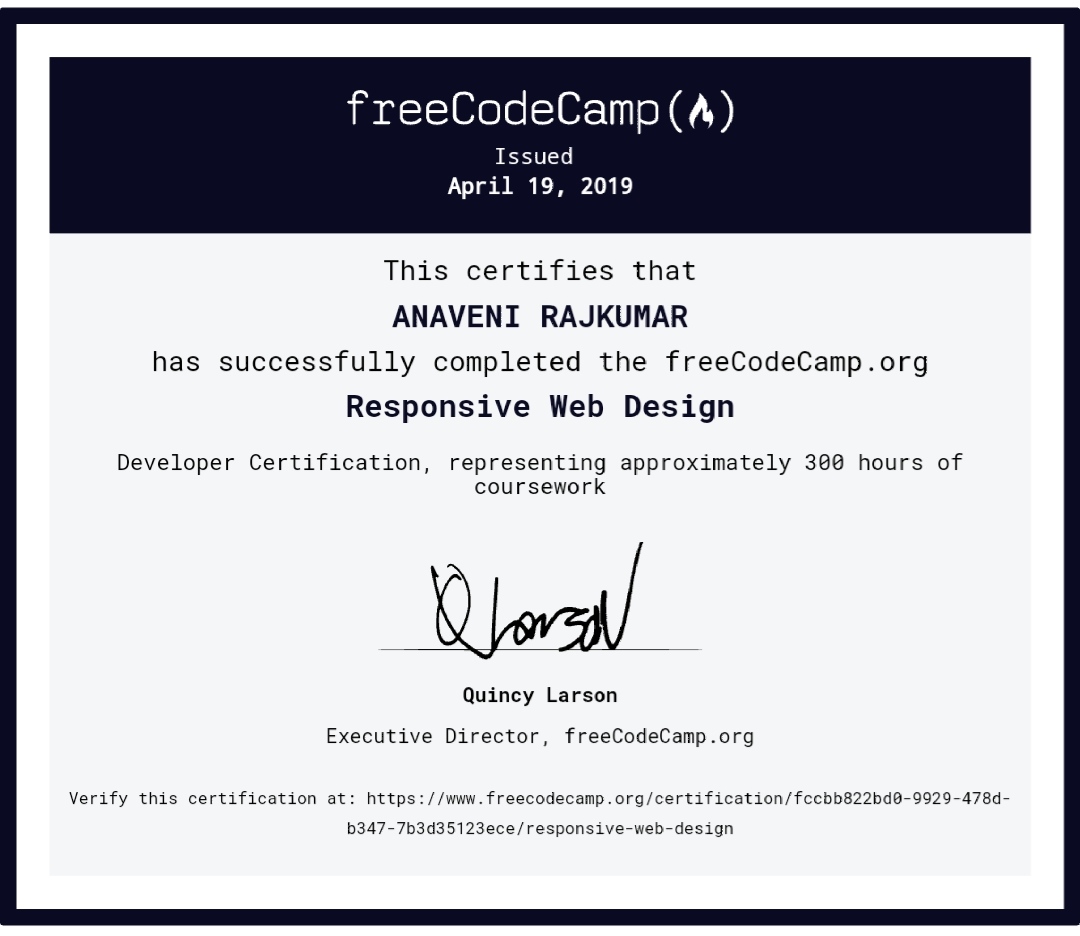 freeCodeCamp(🔥)
Issued
April 19, 2019
This certifies that
ANAVENI RAJKUMAR
has successfully completed the freeCodeCamp.org
Responsive Web Design
Developer Certification, representing approximately 300 hours of
coursework
Q Larson
Quincy Larson
Executive Director, freeCodeCamp.org
Verify this certification at: https://www.freecodecamp.org/certification/fccbb822bd0-9929-478d-
b347-7b3d35123ece/responsive-web-design